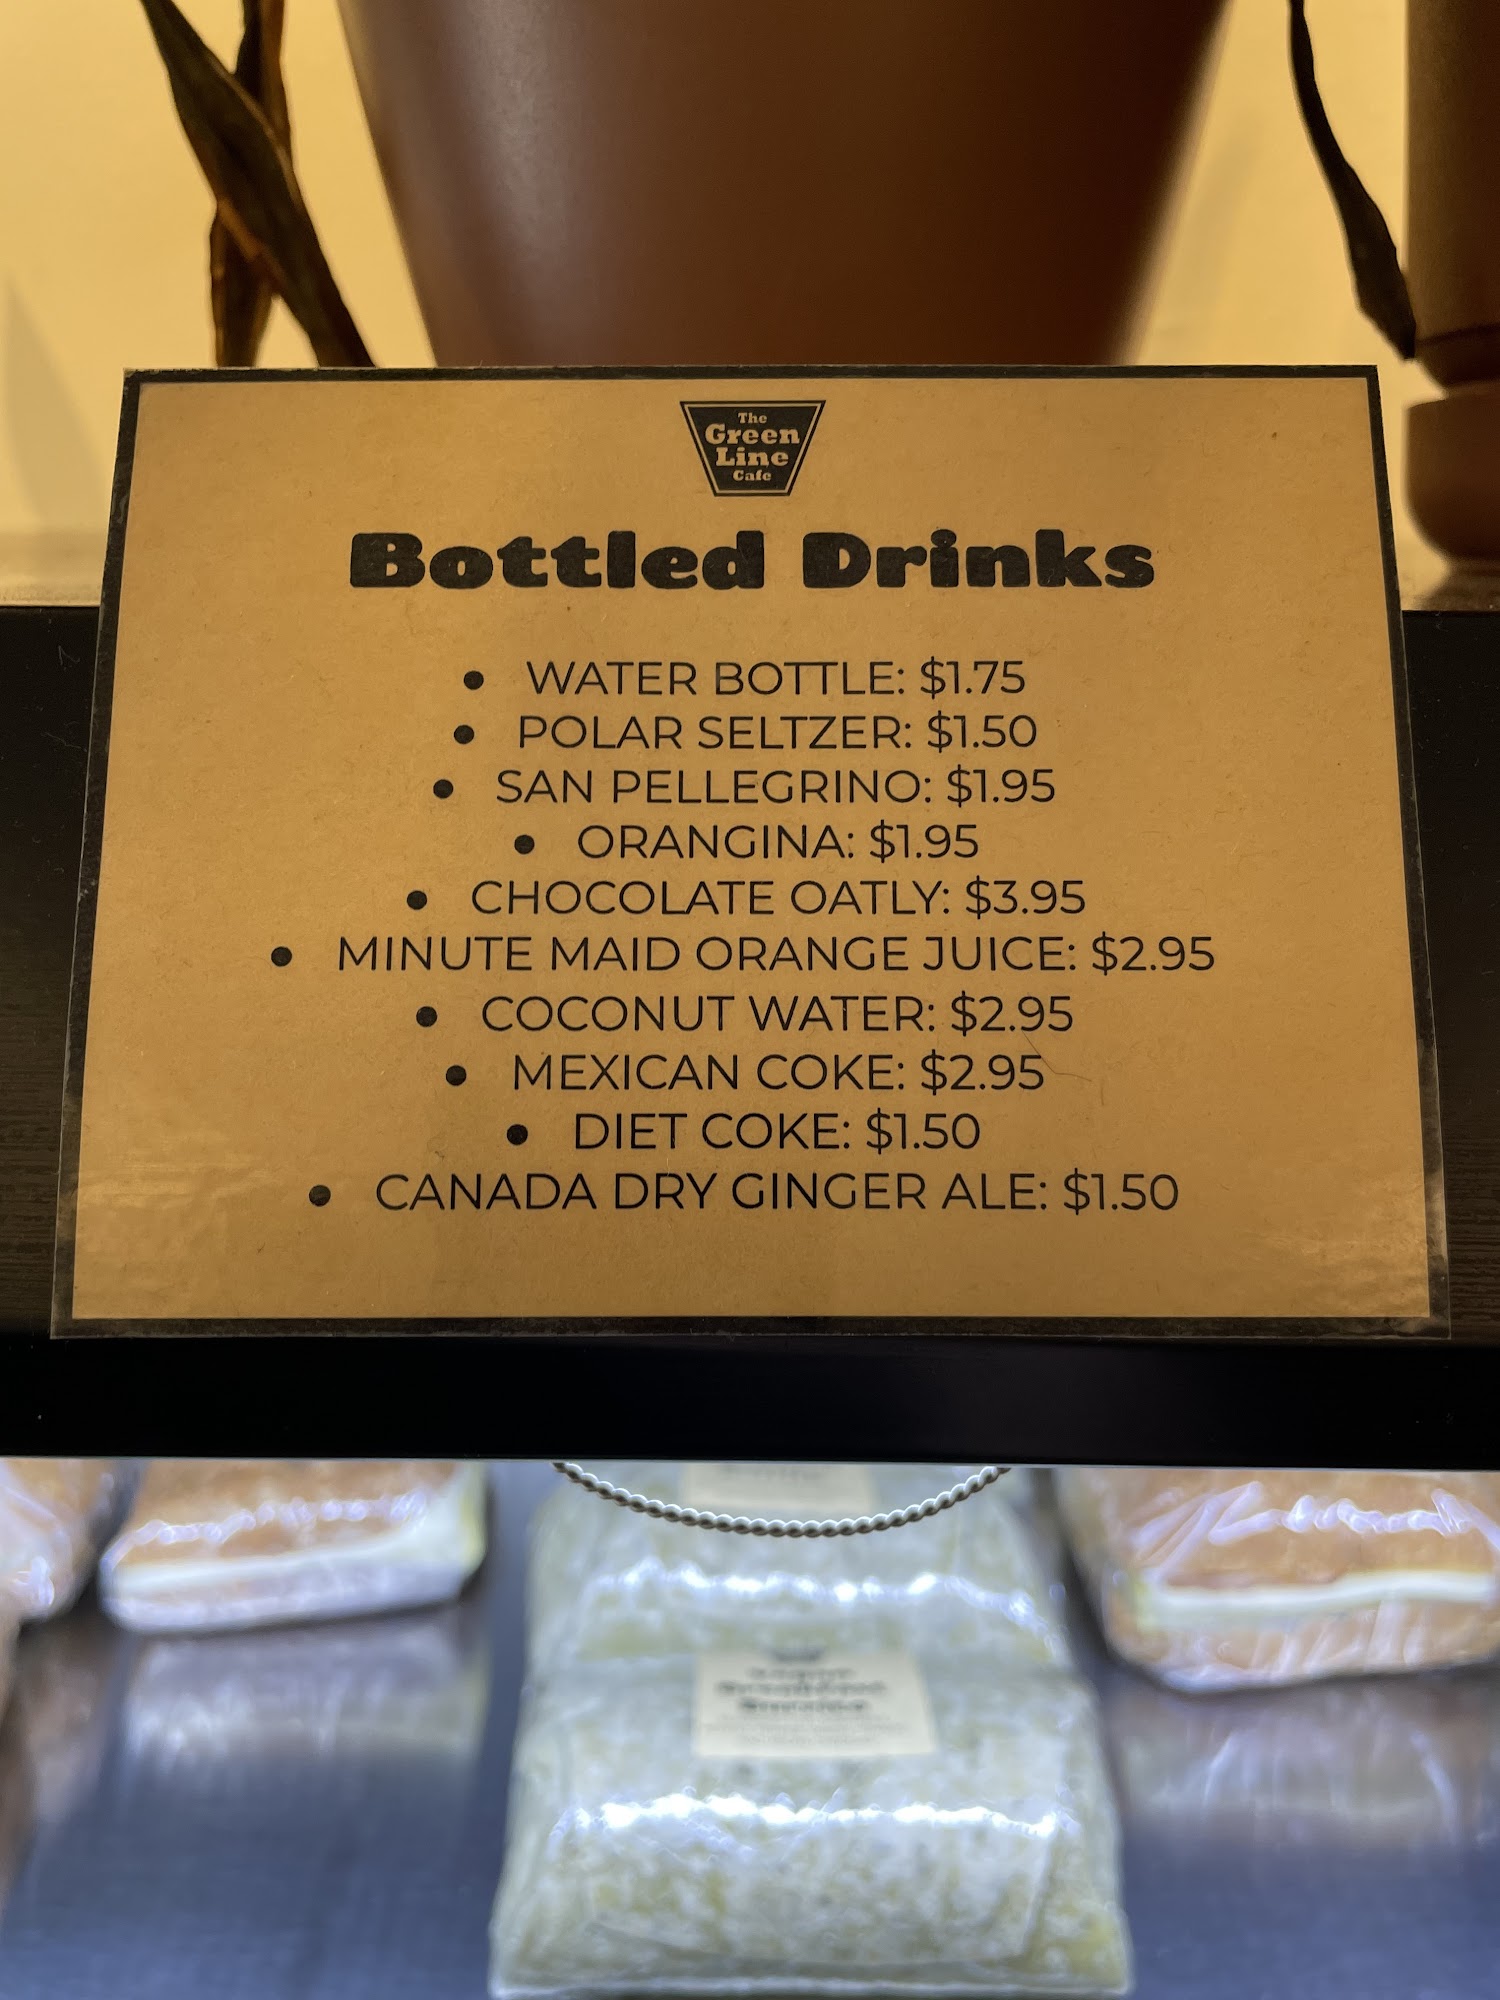 The
Green
Line
Cafe
Bottled Drinks
• WATER BOTTLE: $1.75
• POLAR SELTZER: $1.50
• SAN PELLEGRINO: $1.95
• ORANGINA: $1.95
• CHOCOLATE OATLY: $3.95
• MINUTE MAID ORANGE JUICE: $2.95
• COCONUT WATER: $2.95
• MEXICAN COKE: $2.95
• DIET COKE: $1.50
• CANADA DRY GINGER ALE: $1.50
Breakfast
Burrito